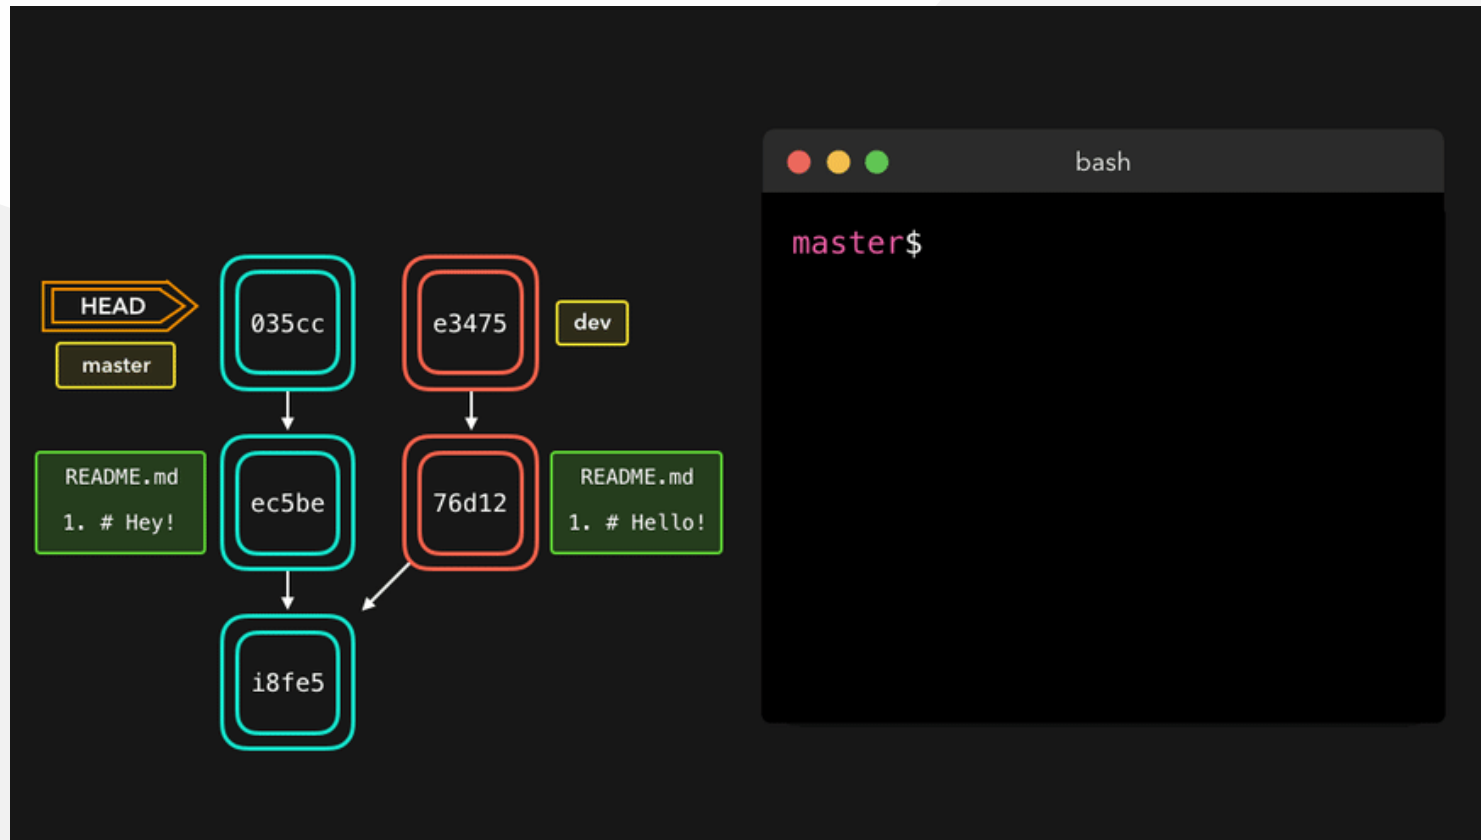 HEAD
master
035cc
e3475
dev
README.md
1. # Hey!
ec5be
76d12
README.md
1. # Hello!
i8fe5
bash
master$